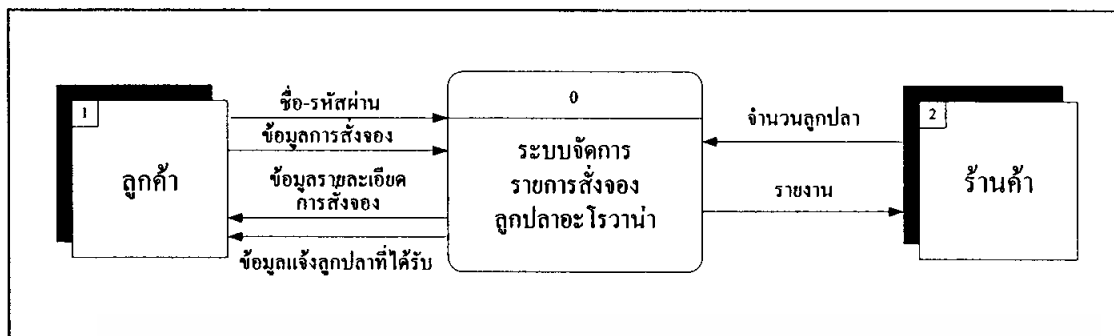 1
ลูกค้า
ชื่อ-รหัสผ่าน
ข้อมูลการสั่งจอง
ข้อมูลรายละเอียด
การสั่งจอง
ข้อมูลแจ้งลูกปลาที่ได้รับ
0
ระบบจัดการ
รายการสั่งจอง
ลูกปลาอะโรวาน่า
จำนวนลูกปลา
รายงาน
2
ร้านค้า